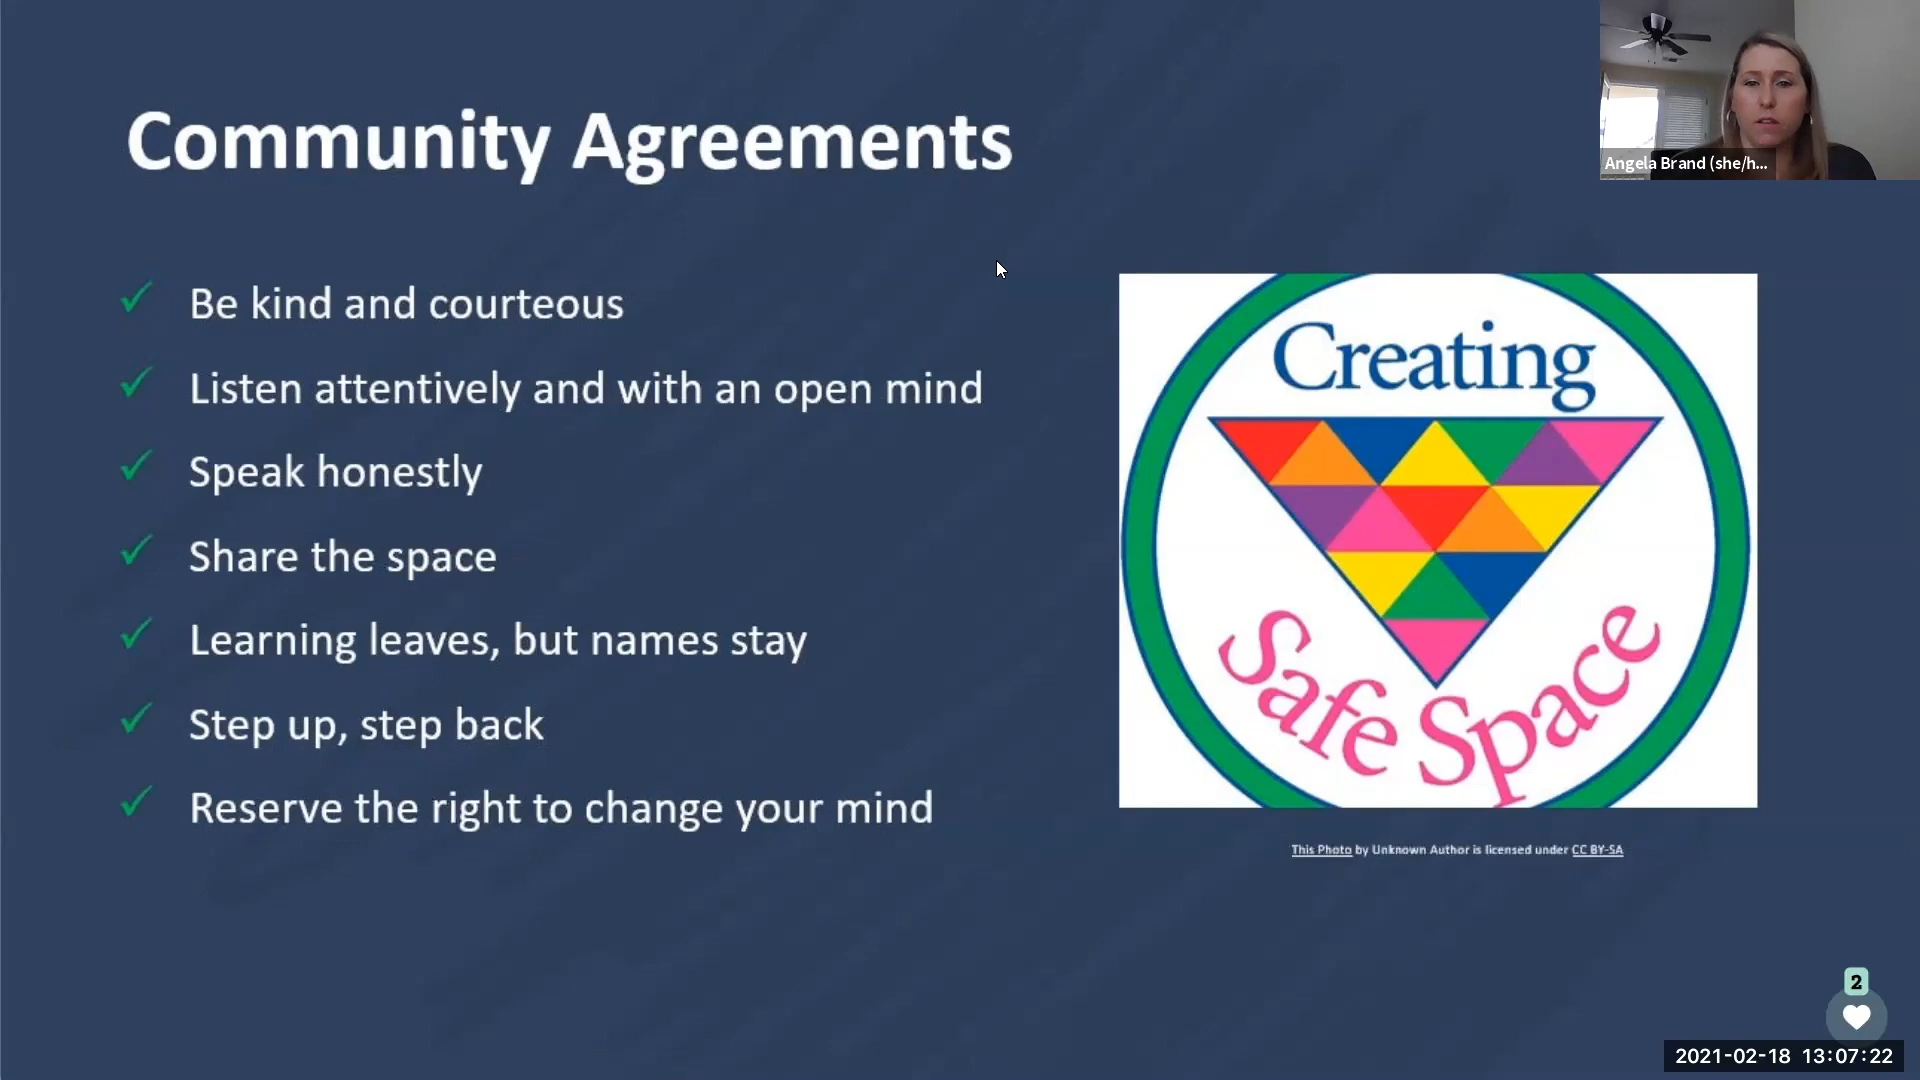 Community Agreements
Angela Brand (she/h...
Be kind and courteous
Listen attentively and with an open mind
Speak honestly
Share the space
Learning leaves, but names stay
Step up, step back
Reserve the right to change your mind
Creating
Safe Space
This Photo by Unknown Author is licensed under CC BY-SA
2
2021-02-18 13:07:22